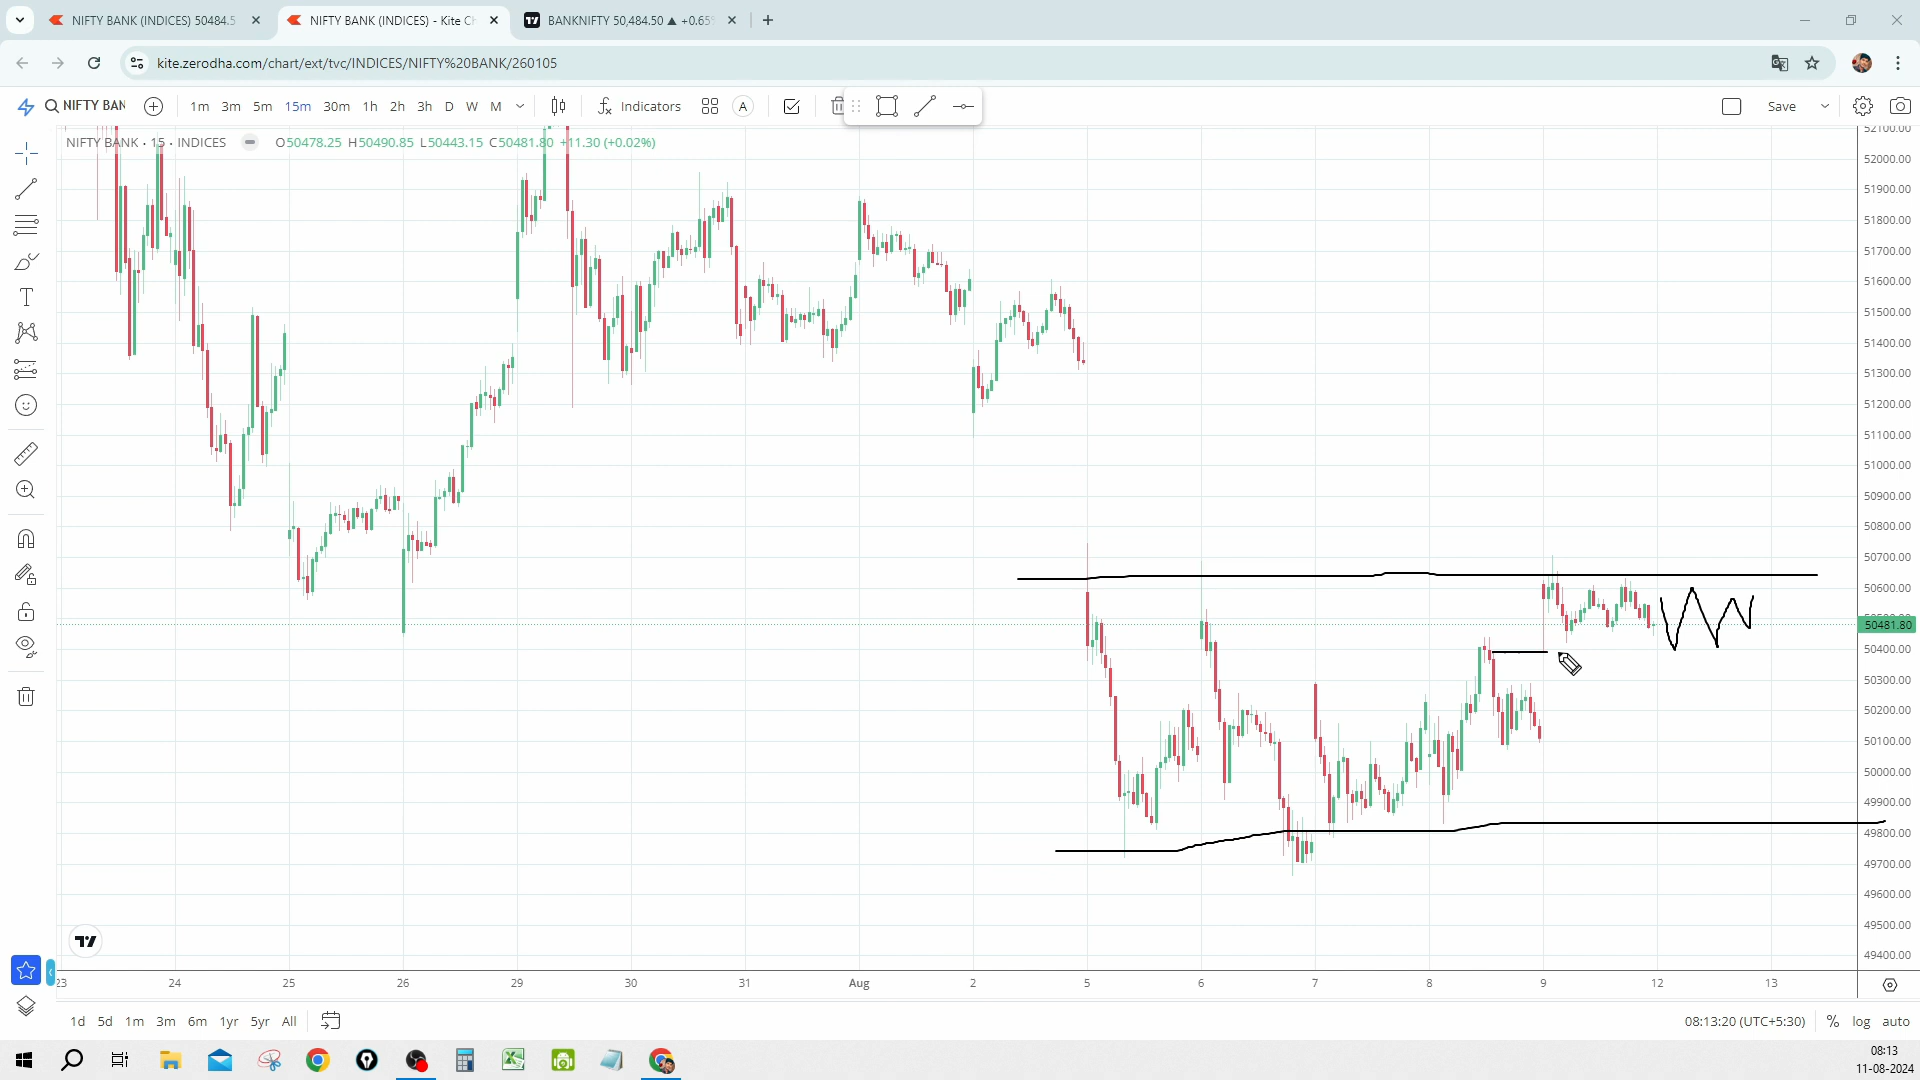 NIFTY BANK (INDICES) 50484.5
NIFTY BANK (INDICES) - Kite Ch
BANKNIFTY 50,484.50 ▲ +0.65%
kite.zerodha.com/chart/ext/tvc/INDICES/NIFTY%20BANK/260105
NIFTY BAN
1m 3m 5m 15m 30m 1h 2h 3h D W M
Indicators
A
Save
NIFTY BANK · 15 · INDICES
O50478.25 H50490.85 L50443.15 C50481.80 +11.30 (+0.02%)
52100.00
52000.00
51900.00
51800.00
51700.00
51600.00
51500.00
51400.00
51300.00
51200.00
51100.00
51000.00
50900.00
50800.00
50700.00
50600.00
50481.80
50400.00
50300.00
50200.00
50100.00
50000.00
49900.00
49800.00
49700.00
49600.00
49500.00
49400.00
23 24 25 26 29 30 31 Aug 2 5 6 7 8 9 12 13
1d 5d 1m 3m 6m 1yr 5yr All
08:13:20 (UTC+5:30) % log auto
08:13
11-08-2024